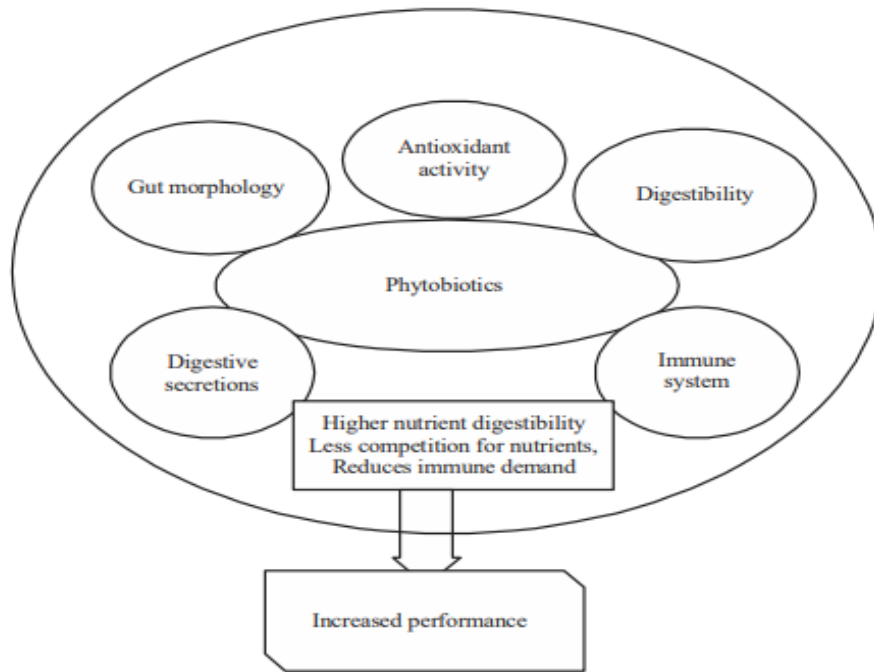 Antioxidant
activity
Gut morphology
Digestibility
Phytobiotics
Digestive
secretions
Immune
system
Higher nutrient digestibility
Less competition for nutrients,
Reduces immune demand
Increased performance